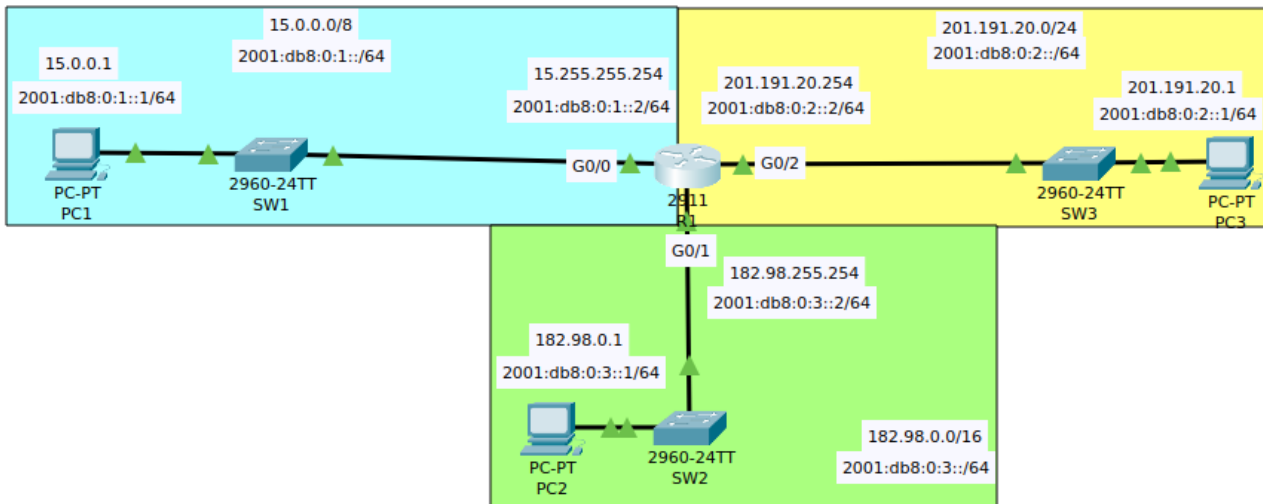 15.0.0.0/8
2001:db8:0:1::/64
15.0.0.1
2001:db8:0:1::1/64
15.255.255.254
2001:db8:0:1::2/64
G0/0
PC-PT
PC1
2960-24TT
SW1
201.191.20.0/24
2001:db8:0:2::/64
201.191.20.254
2001:db8:0:2::2/64
201.191.20.1
2001:db8:0:2::1/64
G0/2
2911
R1
2960-24TT
SW3
PC-PT
PC3
G0/1
182.98.255.254
2001:db8:0:3::2/64
182.98.0.1
2001:db8:0:3::1/64
PC-PT
PC2
2960-24TT
SW2
182.98.0.0/16
2001:db8:0:3::/64